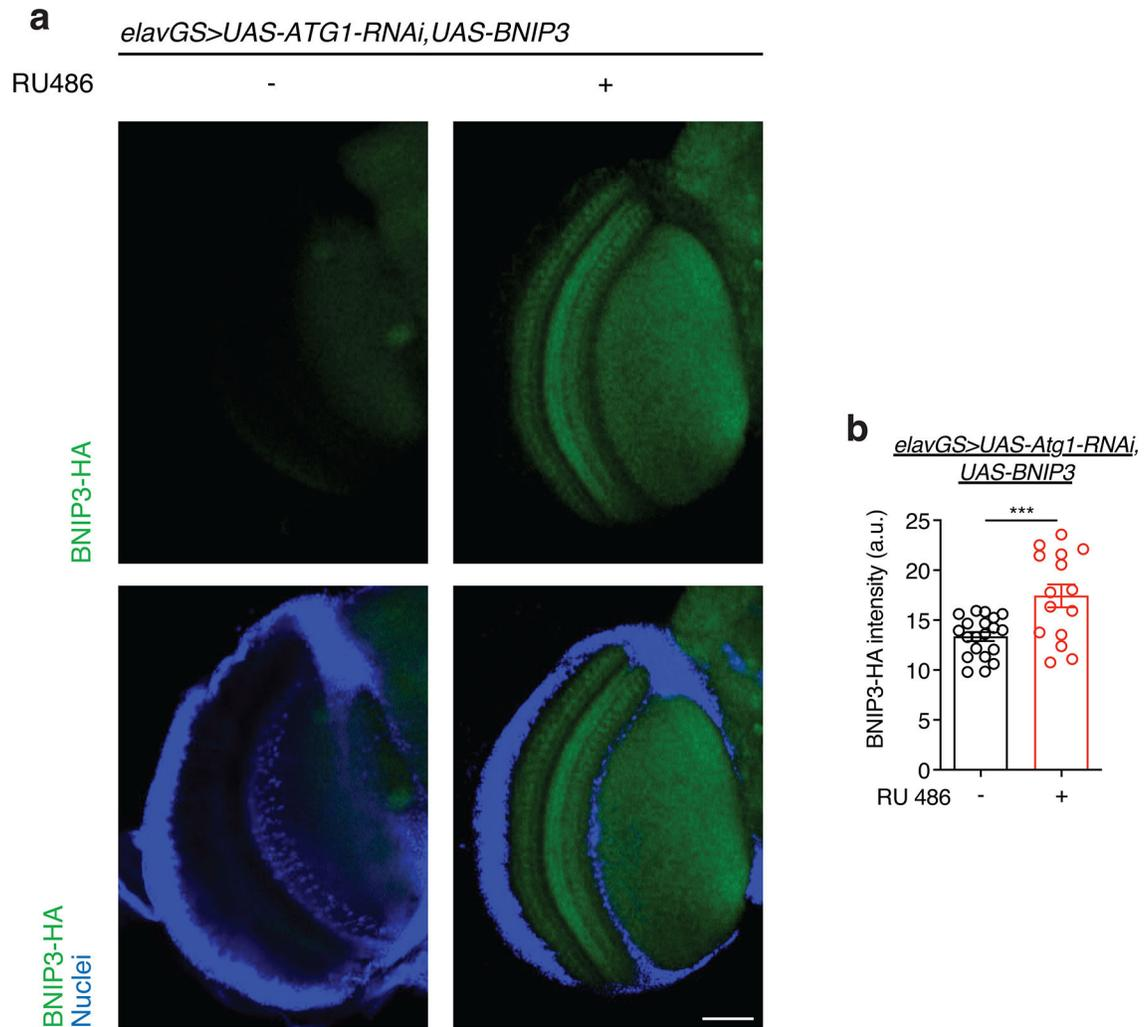 a
elavGS>UAS-ATG1-RNAi,UAS-BNIP3
RU486 - +
BNIP3-HA
BNIP3-HA
Nuclei
b
elavGS>UAS-Atg1-RNAi,
UAS-BNIP3
***
BNIP3-HA intensity (a.u.)
25
20
15
10
5
0
RU 486 - +